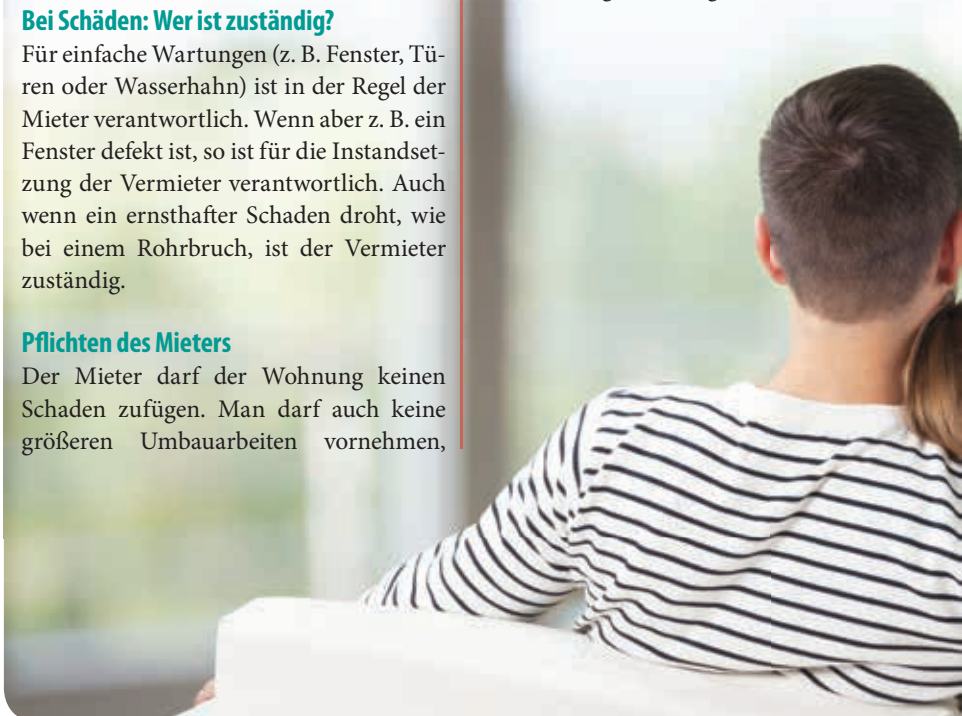 Bei Schäden: Wer ist zuständig?
Für einfache Wartungen (z. B. Fenster, Tü-
ren oder Wasserhahn) ist in der Regel der
Mieter verantwortlich. Wenn aber z. B. ein
Fenster defekt ist, so ist für die Instandset-
zung der Vermieter verantwortlich. Auch
wenn ein ernsthafter Schaden droht, wie
bei einem Rohrbruch, ist der Vermieter
zuständig.
Pflichten des Mieters
Der Mieter darf der Wohnung keinen
Schaden zufügen. Man darf auch keine
größeren Umbauarbeiten vornehmen,